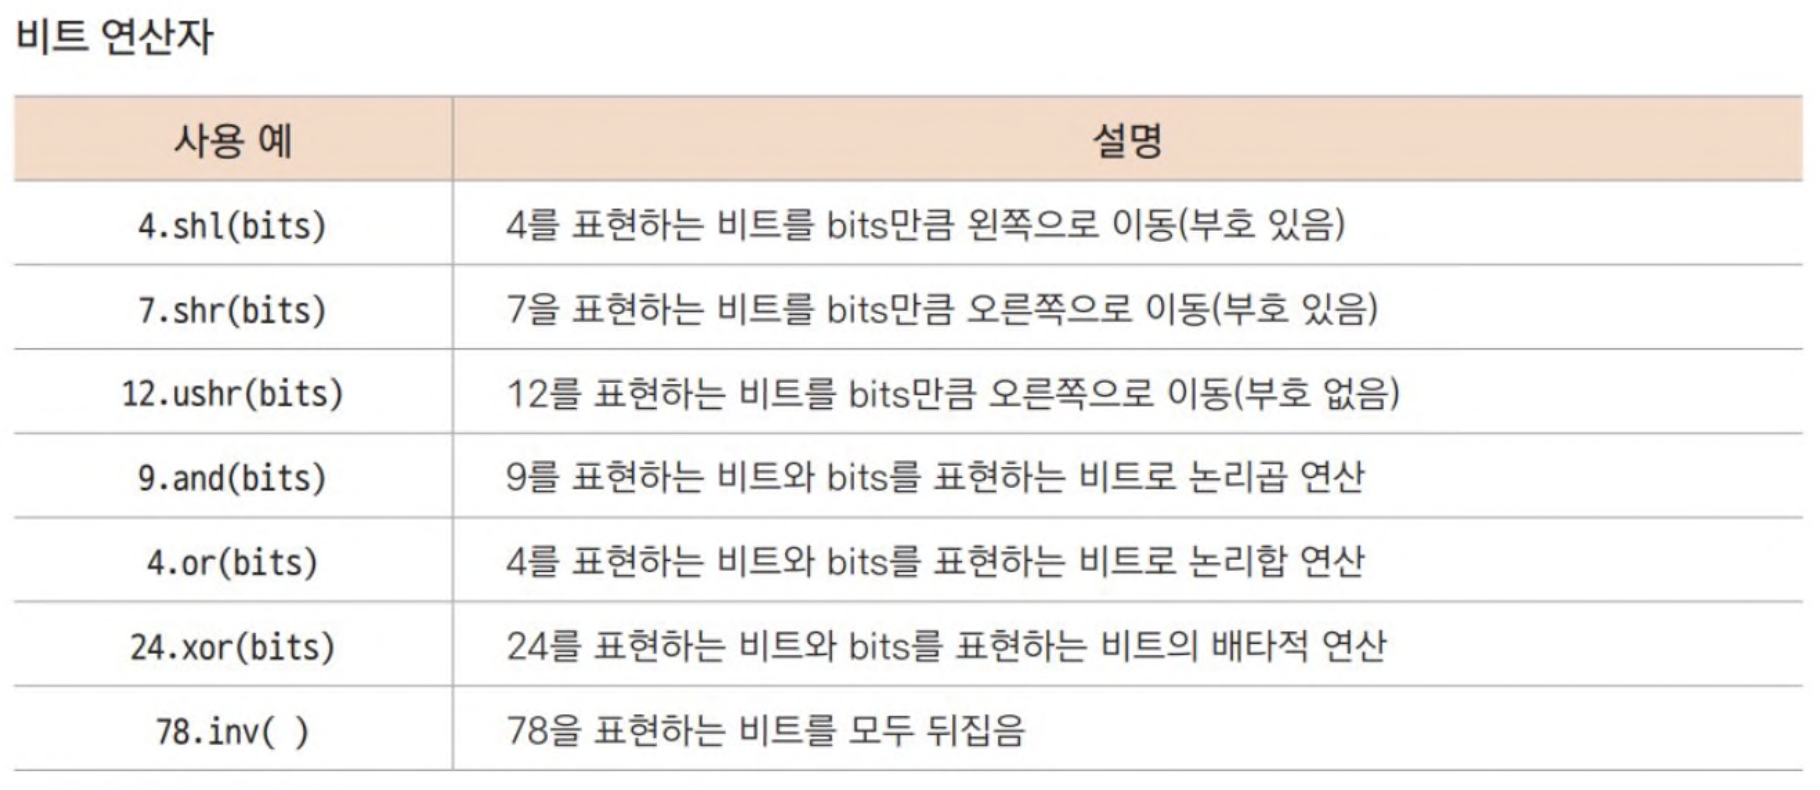 비트 연산자
사용 예 설명
4.shl(bits) 4를 표현하는 비트를 bits만큼 왼쪽으로 이동(부호 있음)
7.shr(bits) 7을 표현하는 비트를 bits만큼 오른쪽으로 이동(부호 있음)
12.ushr(bits) 12를 표현하는 비트를 bits만큼 오른쪽으로 이동(부호 없음)
9.and(bits) 9를 표현하는 비트와 bits를 표현하는 비트로 논리곱 연산
4.or(bits) 4를 표현하는 비트와 bits를 표현하는 비트로 논리합 연산
24.xor(bits) 24를 표현하는 비트와 bits를 표현하는 비트의 배타적 연산
78.inv( ) 78을 표현하는 비트를 모두 뒤집음